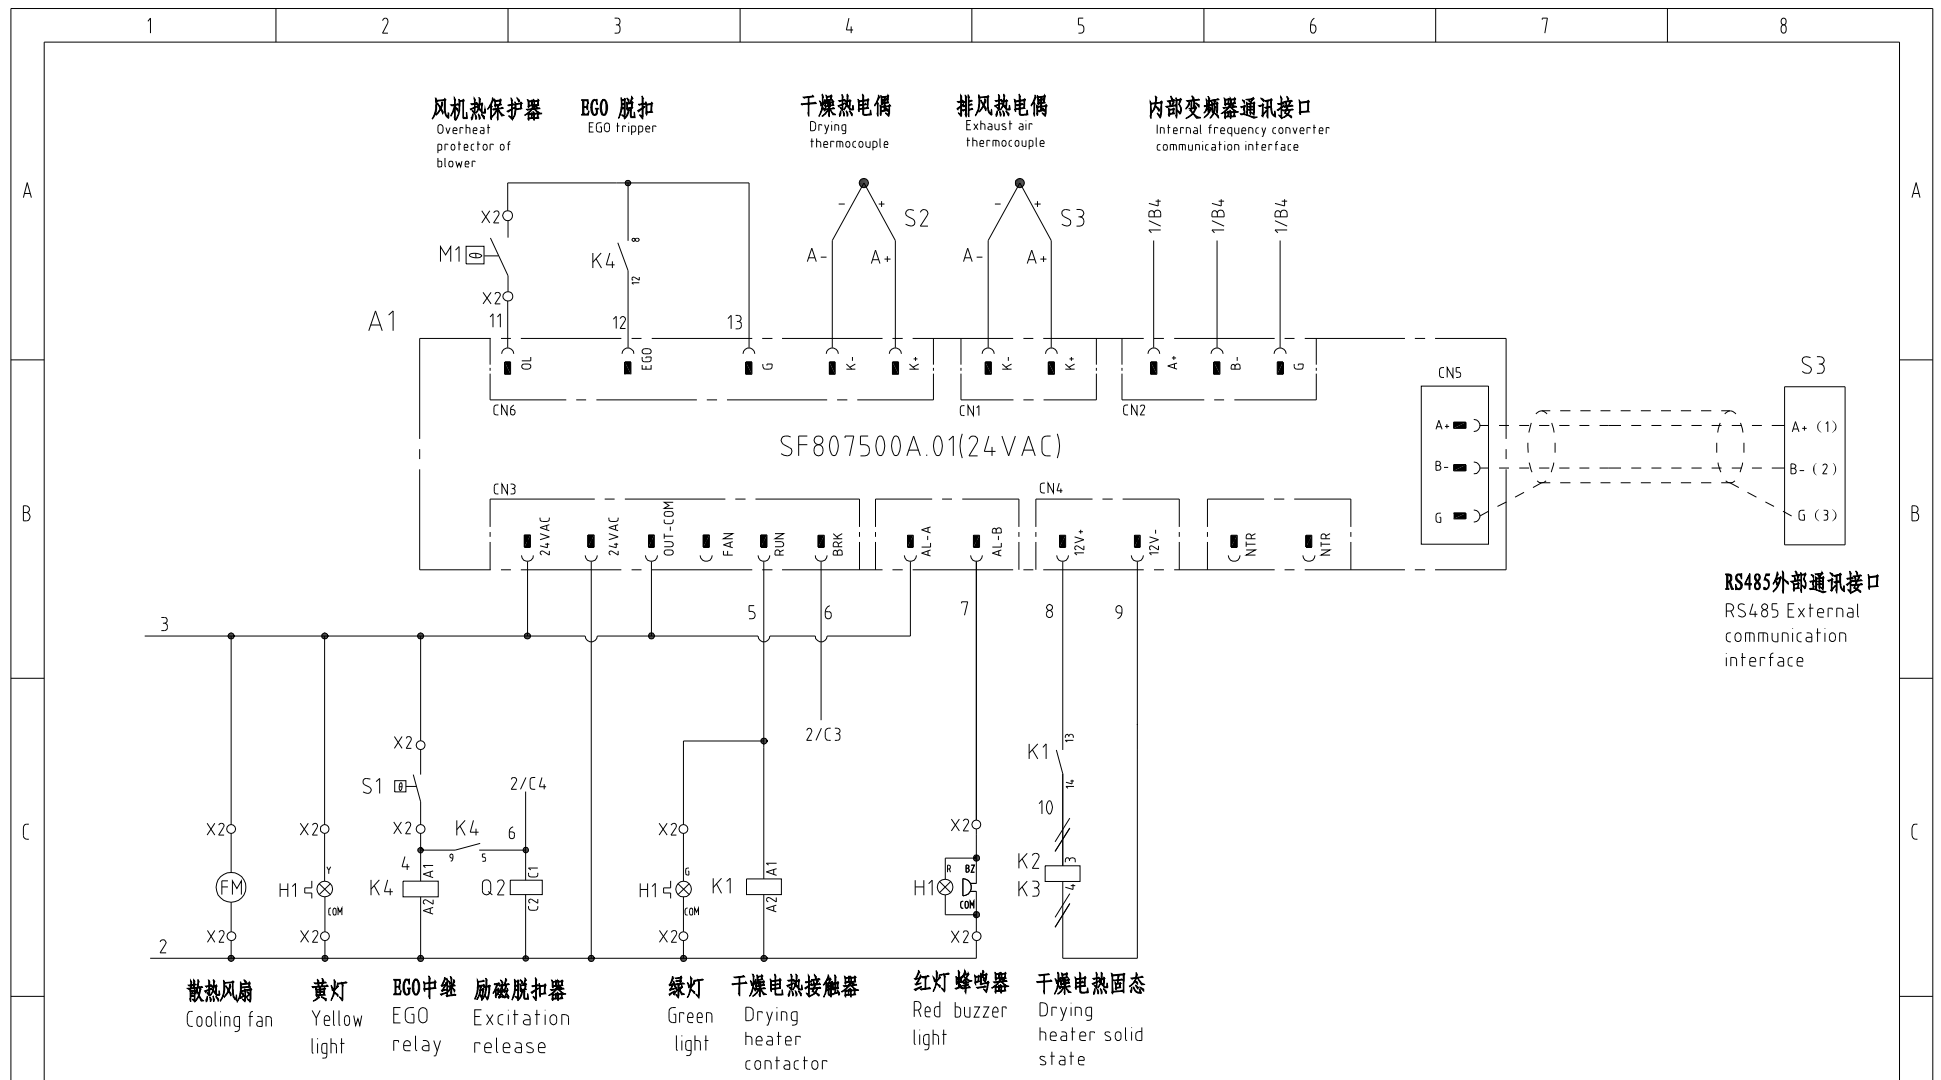 1 2 3 4 5 6 7 8
风机热保护器
Overheat
protector of
blower
EGO 脱扣
EGO tripper
干燥热电偶
Drying
thermocouple
排风热电偶
Exhaust air
thermocouple
内部变频器通讯接口
Internal frequency converter
communication interface
A
A
X2
M1
θ
X2
11
8
K4
12
12
13
- +
S2
A- A+
- +
S3
A- A+
1/B4
1/B4
1/B4
A1
OL
EGO
G
K-
K+
CN6
K-
K+
CN1
A+
B-
G
CN2
CN5
A+
B-
G
S3
A+ (1)
B- (2)
G (3)
SF807500A.01(24VAC)
B
B
CN3
24VAC
24VAC
OUT-COM
FAN
RUN
BRK
AL-A
AL-B
CN4
12V+
12V-
NTR
NTR
RS485外部通讯接口
RS485 External
communication
interface
3
5
6
7
8
9
2/C3
C
C
X2
FM
X2
X2
Y
H1
COM
X2
X2
S1
θ
X2
4
A1
K4
A2
K4
9 5
2/C4
6
C1
Q2
C2
X2
G
H1
COM
X2
A1
K1
A2
X2
R BZ
H1
COM
X2
13
K1
14
10
K2
3
K3
4
2
散热风扇
Cooling fan
黄灯
Yellow
light
EGO中继
EGO
relay
励磁脱扣器
Excitation
release
绿灯
Green
light
干燥电热接触器
Drying
heater
contactor
红灯 蜂鸣器
Red buzzer
light
干燥电热固态
Drying
heater solid
state